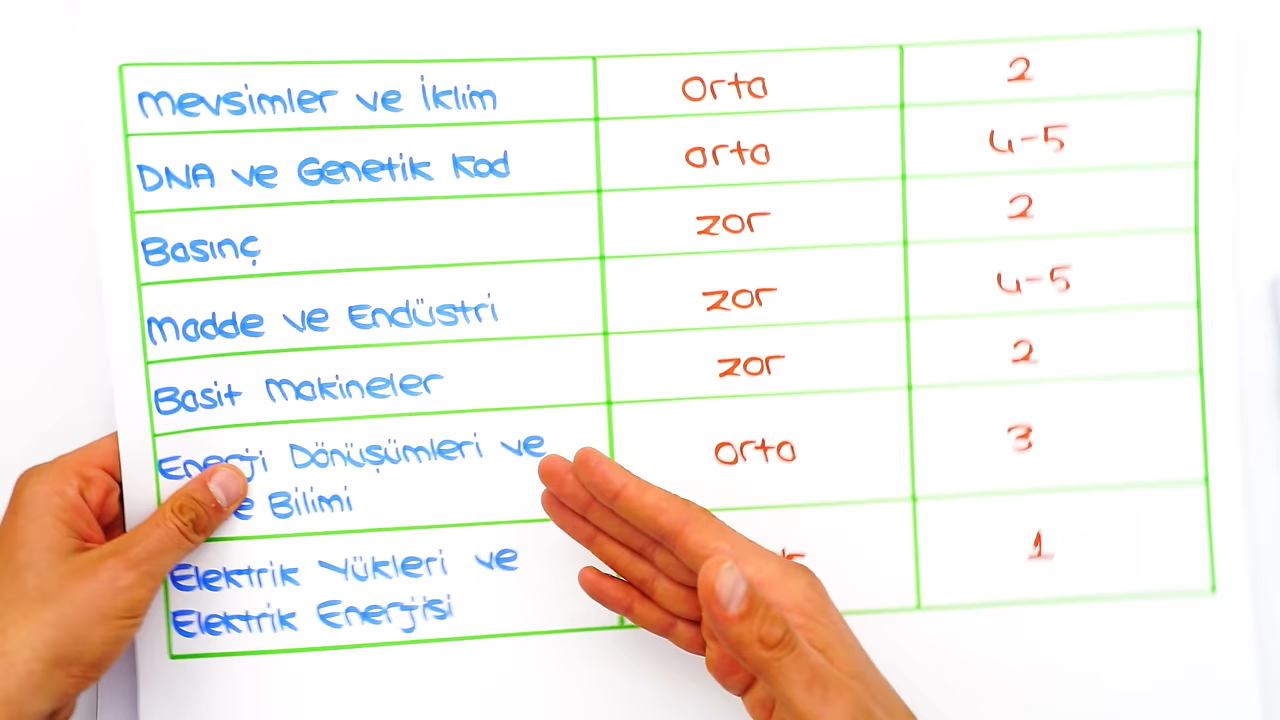 Mevsimler ve İklim orta 2
DNA ve Genetik Kod orta 4-5
Basınç zor 2
Madde ve Endüstri zor 4-5
Basit Makineler zor 2
Enerji Dönüşümleri ve orta 3
Bilimi
Elektrik Yükleri ve 1
Elektrik Enerjisi